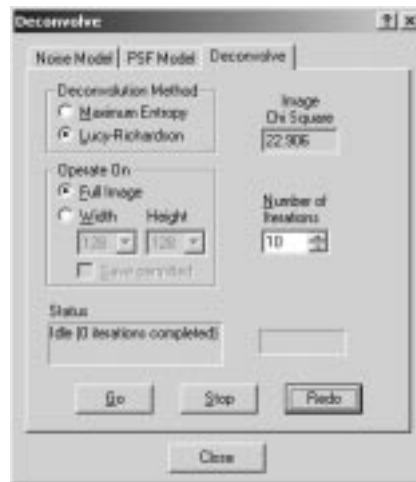 Deconvolve
Noise Model PSF Model Deconvolve
Deconvolution Method
Maximum Entropy
Lucy-Richardson
Image
Chi Square
22.906
Operate On
Full Image
Width Height
128 128
Save permitted
Number of
Iterations
10
Status
Idle (0 iterations completed)
Go Stop Redo
Close